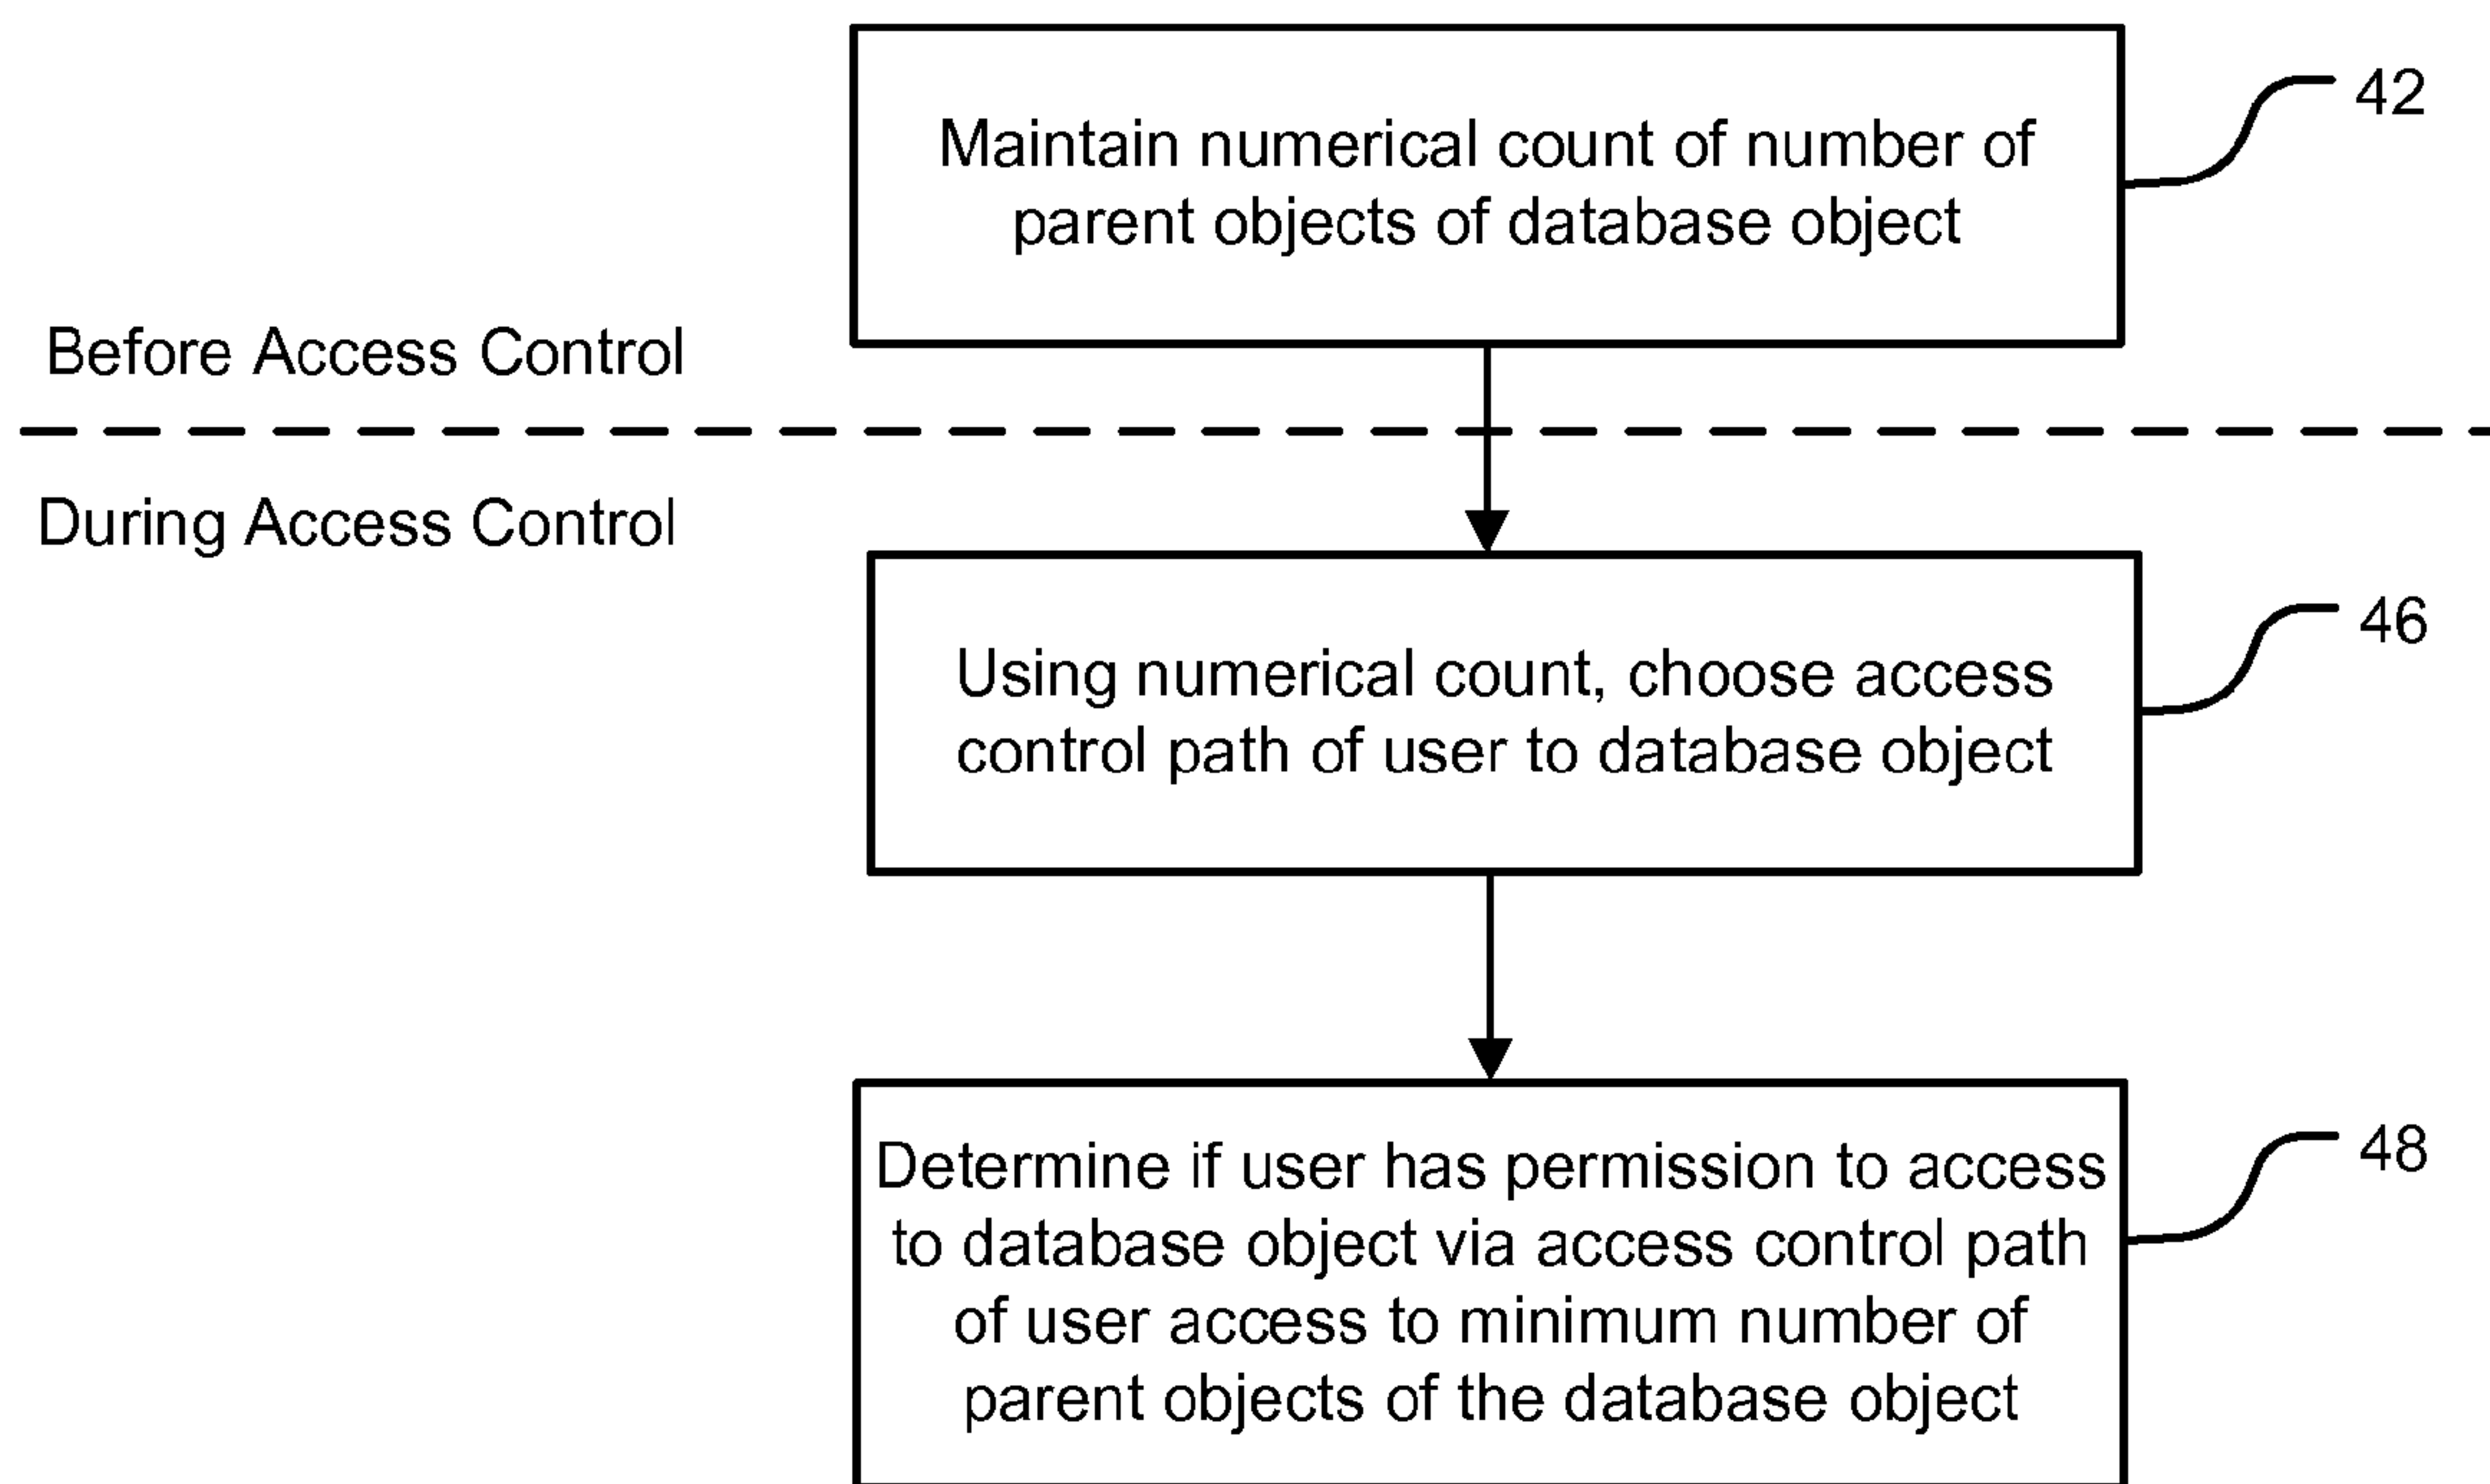 Maintain numerical count of number of
parent objects of database object
42
Before Access Control
During Access Control
Using numerical count, choose access
control path of user to database object
46
Determine if user has permission to access
to database object via access control path
of user access to minimum number of
parent objects of the database object
48